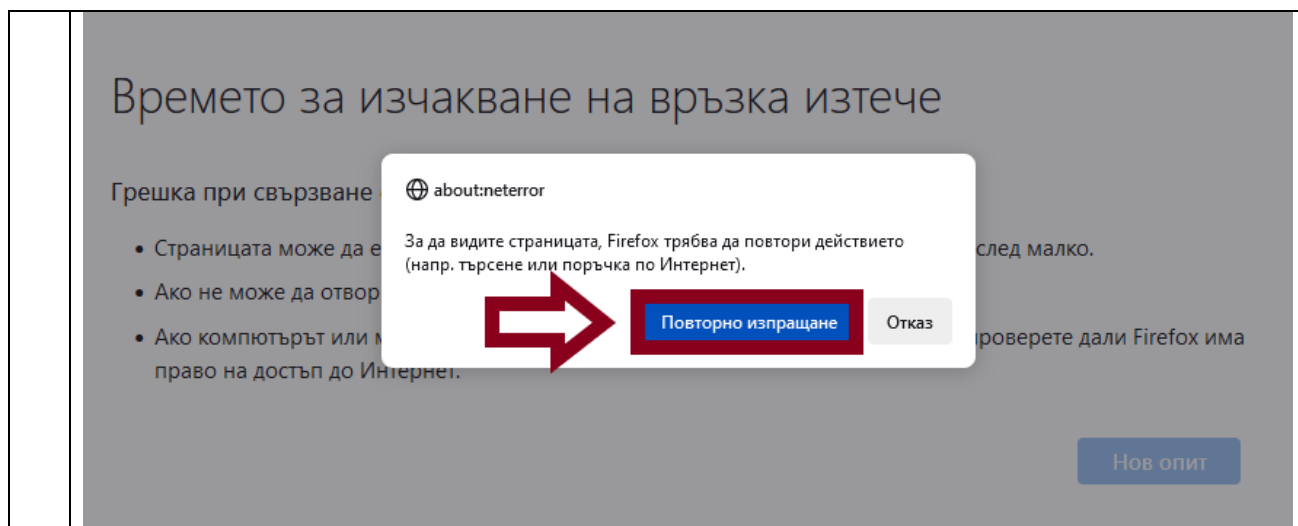 Времето за изчакване на връзка изтече
Грешка при свързване
about:neterror
За да видите страницата, Firefox трябва да повтори действието
(напр. търсене или поръчка по Интернет).
Повторно изпращане
Отказ
Страницата може да е
след малко.
Ако не може да
Ако компютърът или
дали Firefox има
право на достъп до Интернет.
Нов опит